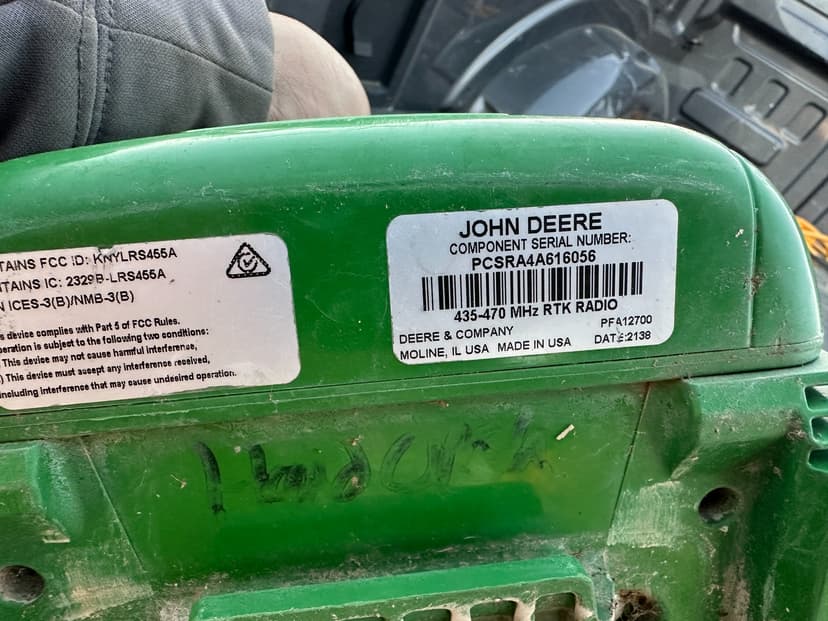 TAINS FCC ID: KNYLRS455A
TAINS IC: 2329B-LRS455A
N ICES-3(B)/NMB-3(B)
s device complies with Part 5 of FCC Rules.
peration is subject to the following two conditions:
This device may not cause harmful interference,
) This device must accept any interference received,
including interference that may cause undesired operation.
JOHN DEERE
COMPONENT SERIAL NUMBER:
PCSRA4A616056
435-470 MHz RTK RADIO
DEERE & COMPANY PFA12700
MOLINE, IL USA MADE IN USA DATE:2138